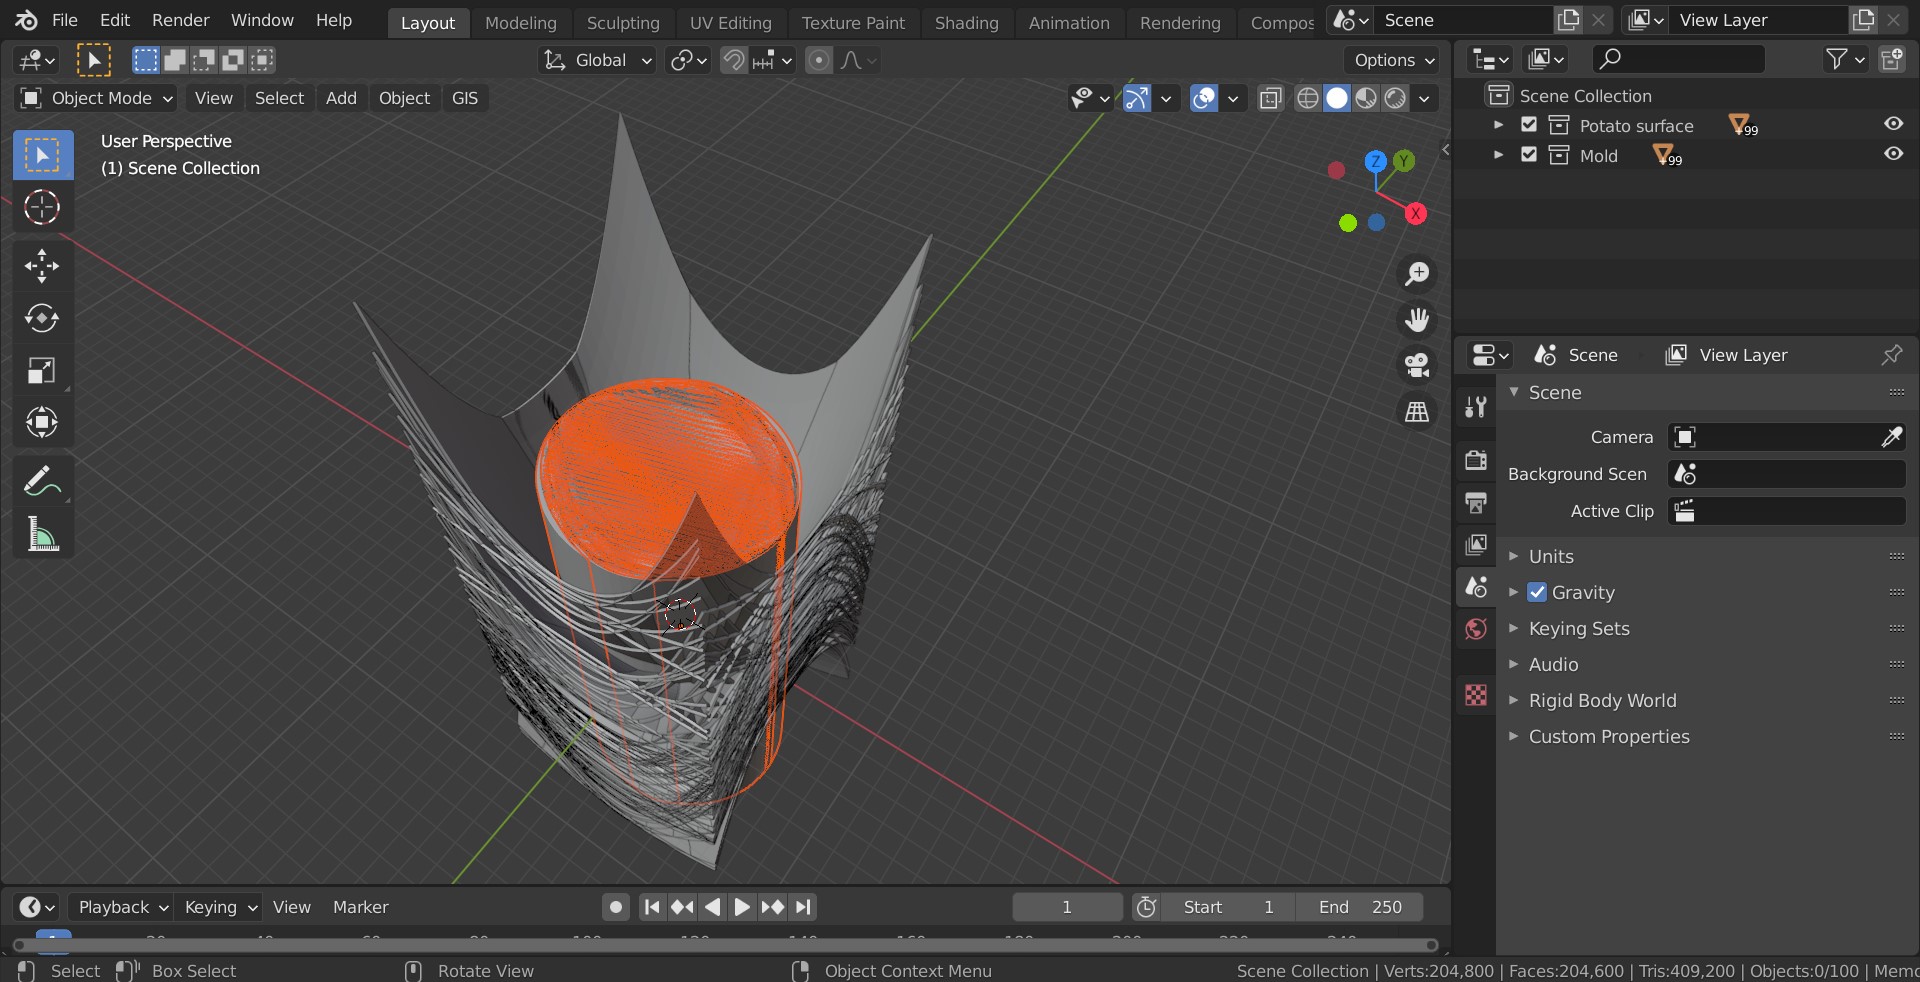 File Edit Render Window Help Layout Modeling Sculpting UV Editing Texture Paint Shading Animation Rendering Compos Scene View Layer
Global Options
Object Mode View Select Add Object GIS
User Perspective
(1) Scene Collection
Z Y
X
Scene Collection
Potato surface +99
Mold +99
Scene View Layer
Scene
Camera
Background Scen
Active Clip
Units
Gravity
Keying Sets
Audio
Rigid Body World
Custom Properties
Playback Keying View Marker 1 Start 1 End 250
Select Box Select Rotate View Object Context Menu Scene Collection | Verts:204,800 | Faces:204,600 | Tris:409,200 | Objects:0/100 | Memo